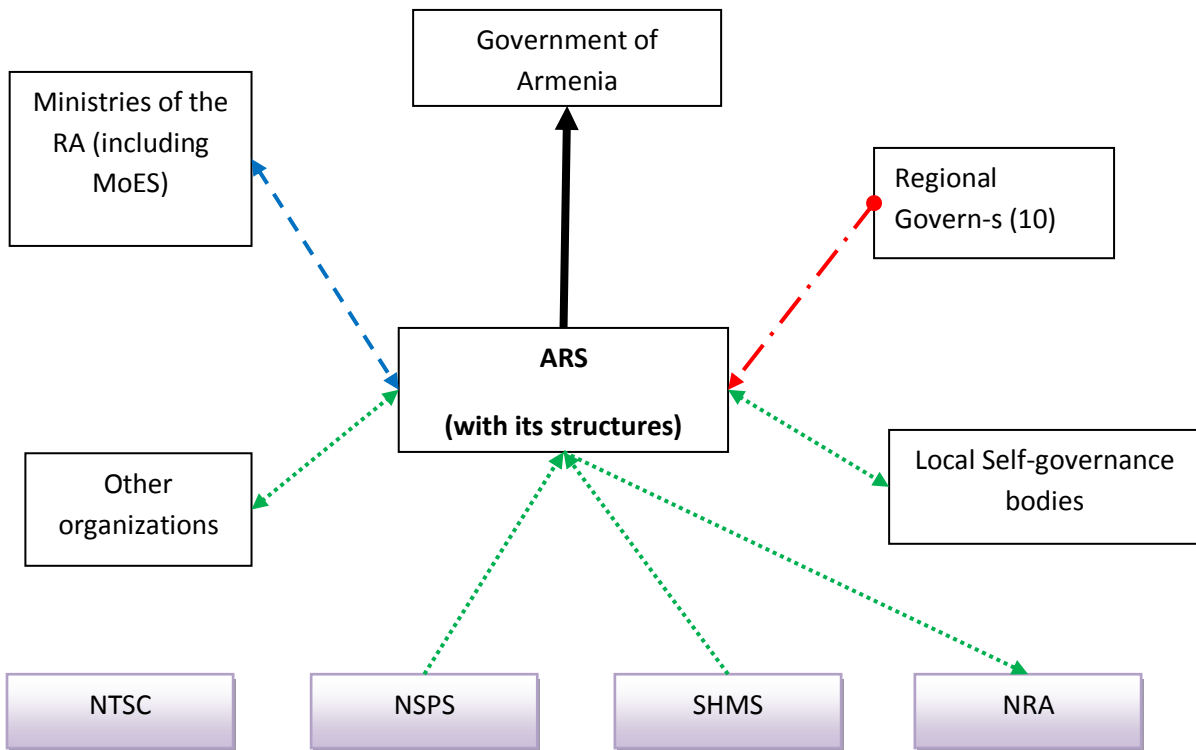 Government of
Armenia
Ministries of the
RA (including
MoES)
Regional
Govern-s (10)
ARS
(with its structures)
Other
organizations
Local Self-governance
bodies
NTSC
NSPS
SHMS
NRA